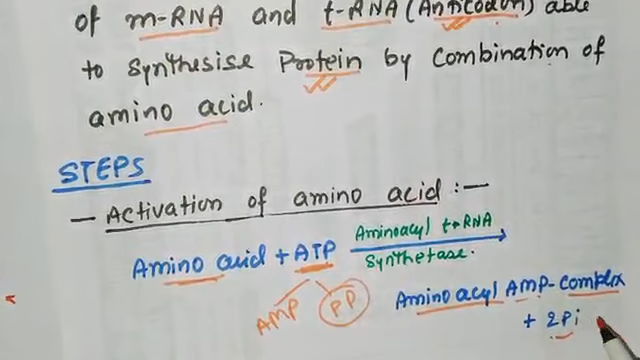 of m-RNA and t-RNA (Anticodon) able
to synthesise Protein by combination of
amino acid.
STEPS
— Activation of amino acid :—
Amino acid + ATP Aminoacyl t-RNA Synthetase.
AMP PP
Amino acyl AMP-complex
+ 2Pi